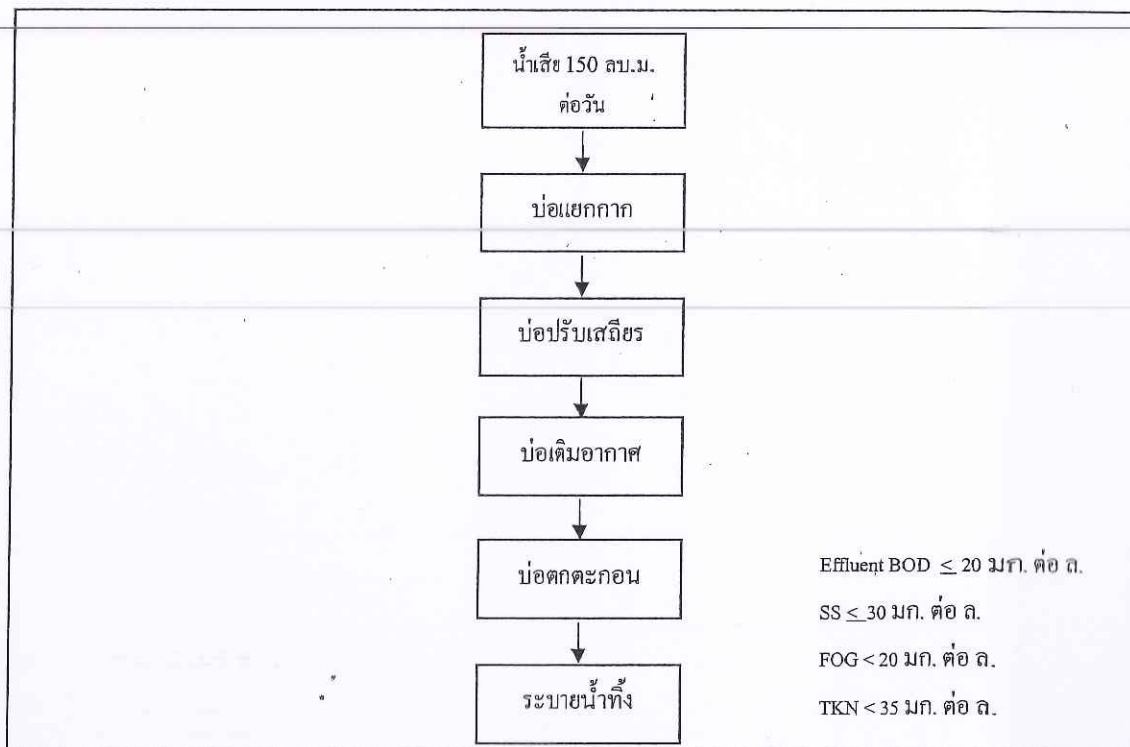 น้ำเสีย 150 ลบ.ม.
ต่อวัน
บ่อแยกกาก
บ่อปรับเสถียร
บ่อเติมอากาศ
บ่อตกตะกอน
ระบายน้ำทิ้ง
Effluent BOD ≤ 20 มก. ต่อ ล.
SS ≤ 30 มก. ต่อ ล.
FOG < 20 มก. ต่อ ล.
TKN < 35 มก. ต่อ ล.